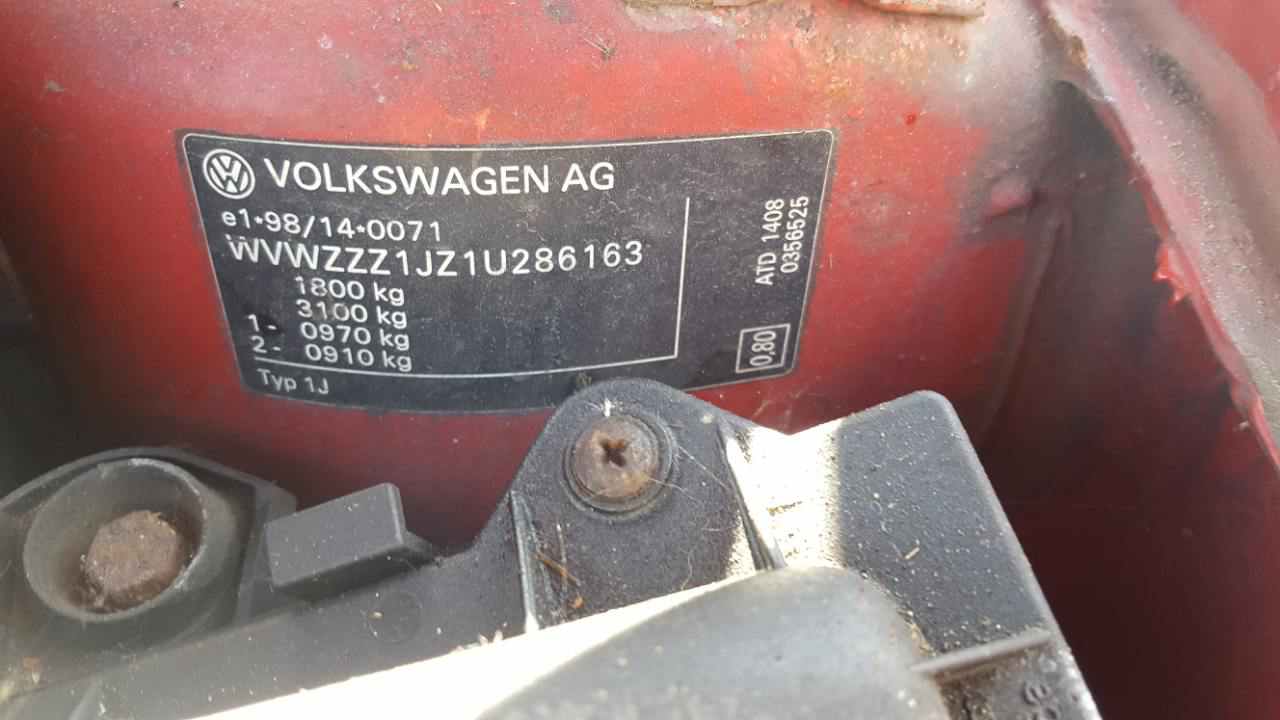 VOLKSWAGEN AG
e1*98/14*0071
WVWZZZ1JZ1U286163
1800 kg
3100 kg
1- 0970 kg
2- 0910 kg
Typ 1J
ATD 1408
0356525
0,80